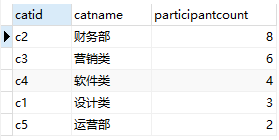 catid catname participantcount
c2 财务部 8
c3 营销类 6
c4 软件类 4
c1 设计类 3
c5 运营部 2